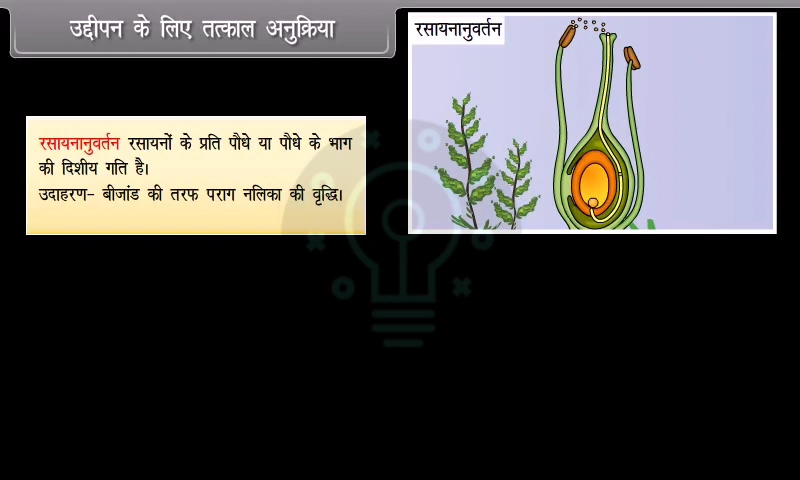 उद्दीपन के लिए तत्काल अनुक्रिया
रसायनानुवर्तन
रसायनानुवर्तन रसायनों के प्रति पौधे या पौधे के भाग
की दिशीय गति है।
उदाहरण- बीजांड की तरफ पराग नलिका की वृद्धि।